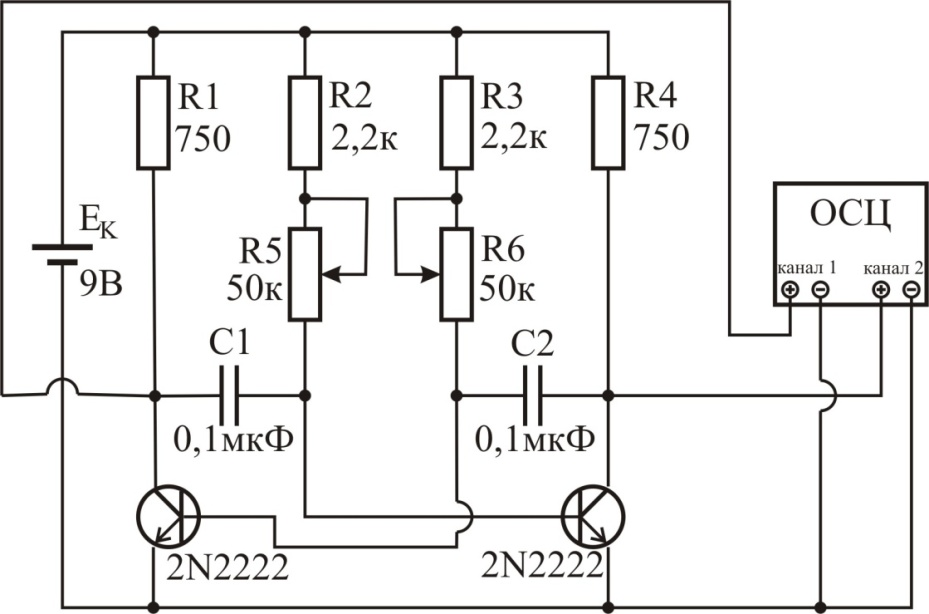 R1
750
R2
2,2к
R3
2,2к
R4
750
EК
9В
R5
50к
R6
50к
ОСЦ
канал 1
канал 2
C1
0,1мкФ
C2
0,1мкФ
2N2222
2N2222